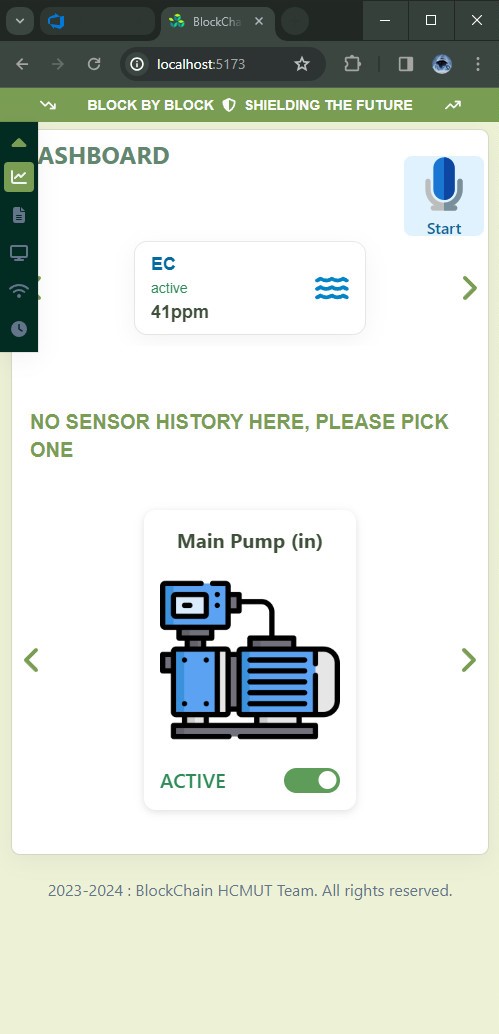 BlockCha
localhost:5173
BLOCK BY BLOCK SHIELDING THE FUTURE
ASHBOARD
Start
EC
active
41ppm
NO SENSOR HISTORY HERE, PLEASE PICK
ONE
Main Pump (in)
ACTIVE
2023-2024 : BlockChain HCMUT Team. All rights reserved.